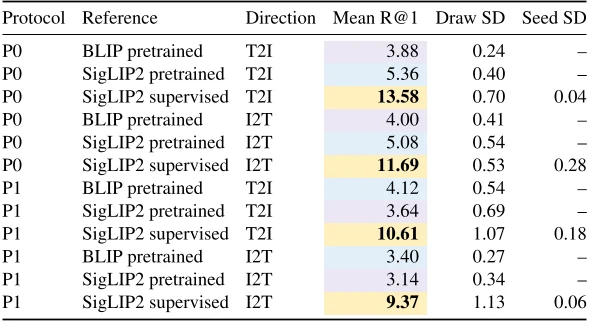 Protocol Reference Direction Mean R@1 Draw SD Seed SD
P0 BLIP pretrained T2I 3.88 0.24 –
P0 SigLIP2 pretrained T2I 5.36 0.40 –
P0 SigLIP2 supervised T2I 13.58 0.70 0.04
P0 BLIP pretrained I2T 4.00 0.41 –
P0 SigLIP2 pretrained I2T 5.08 0.54 –
P0 SigLIP2 supervised I2T 11.69 0.53 0.28
P1 BLIP pretrained T2I 4.12 0.54 –
P1 SigLIP2 pretrained T2I 3.64 0.69 –
P1 SigLIP2 supervised T2I 10.61 1.07 0.18
P1 BLIP pretrained I2T 3.40 0.27 –
P1 SigLIP2 pretrained I2T 3.14 0.34 –
P1 SigLIP2 supervised I2T 9.37 1.13 0.06